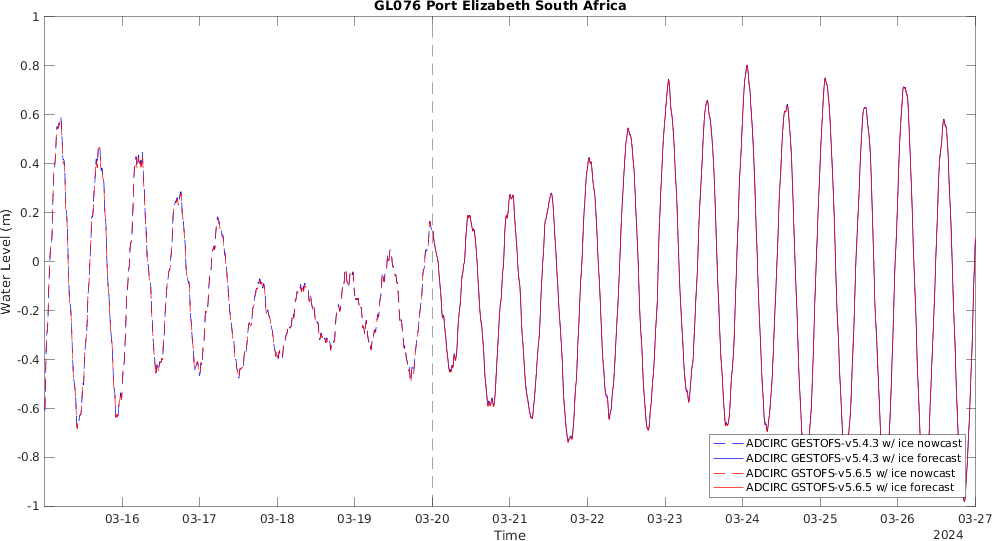 GL076 Port Elizabeth South Africa
1
0.8
0.6
0.4
0.2
0
-0.2
-0.4
-0.6
-0.8
-1
Water Level (m)
ADCIRC GESTOFS-v5.4.3 w/ ice nowcast
ADCIRC GESTOFS-v5.4.3 w/ ice forecast
ADCIRC GSTOFS-v5.6.5 w/ ice nowcast
ADCIRC GSTOFS-v5.6.5 w/ ice forecast
03-16 03-17 03-18 03-19 03-20 03-21 03-22 03-23 03-24 03-25 03-26 03-27
Time
2024